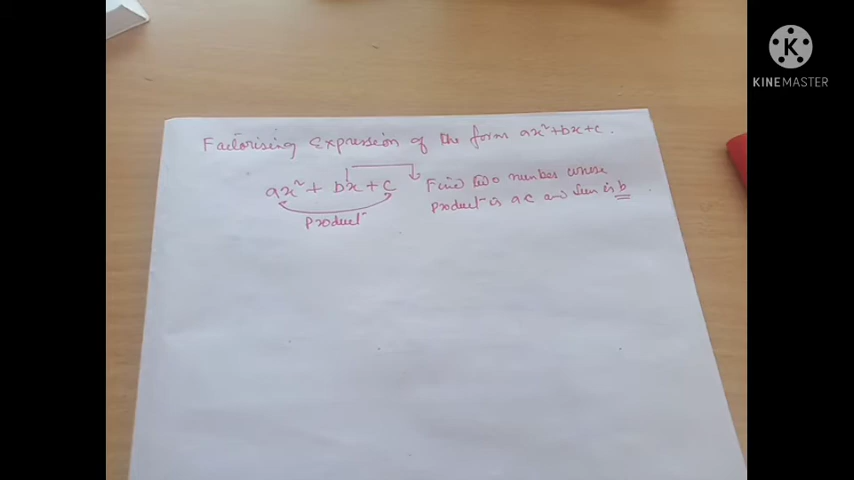 Factorising Expression of the form ax²+bx+c.
ax² + bx + c
Find two number whose
product is ac and sum is b
product
K
KINEMASTER